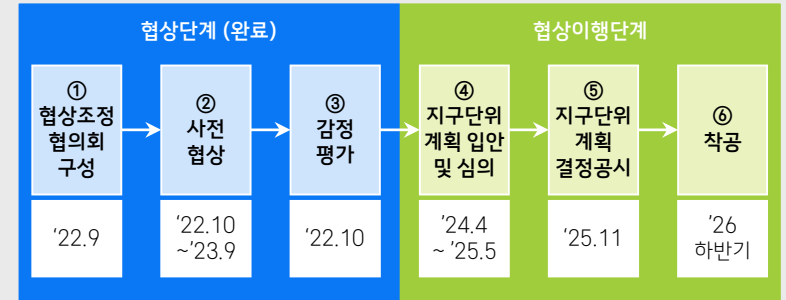 협상단계 (완료)
협상이행단계
①
협상조정
협의회
구성
②
사전
협상
③
감정
평가
④
지구단위
계획 입안
및 심의
⑤
지구단위
계획
결정공시
⑥
착공
‘22.9
‘22.10
~’23.9
‘22.10
’24.4
~ ’25.5
‘25.11
’26
하반기